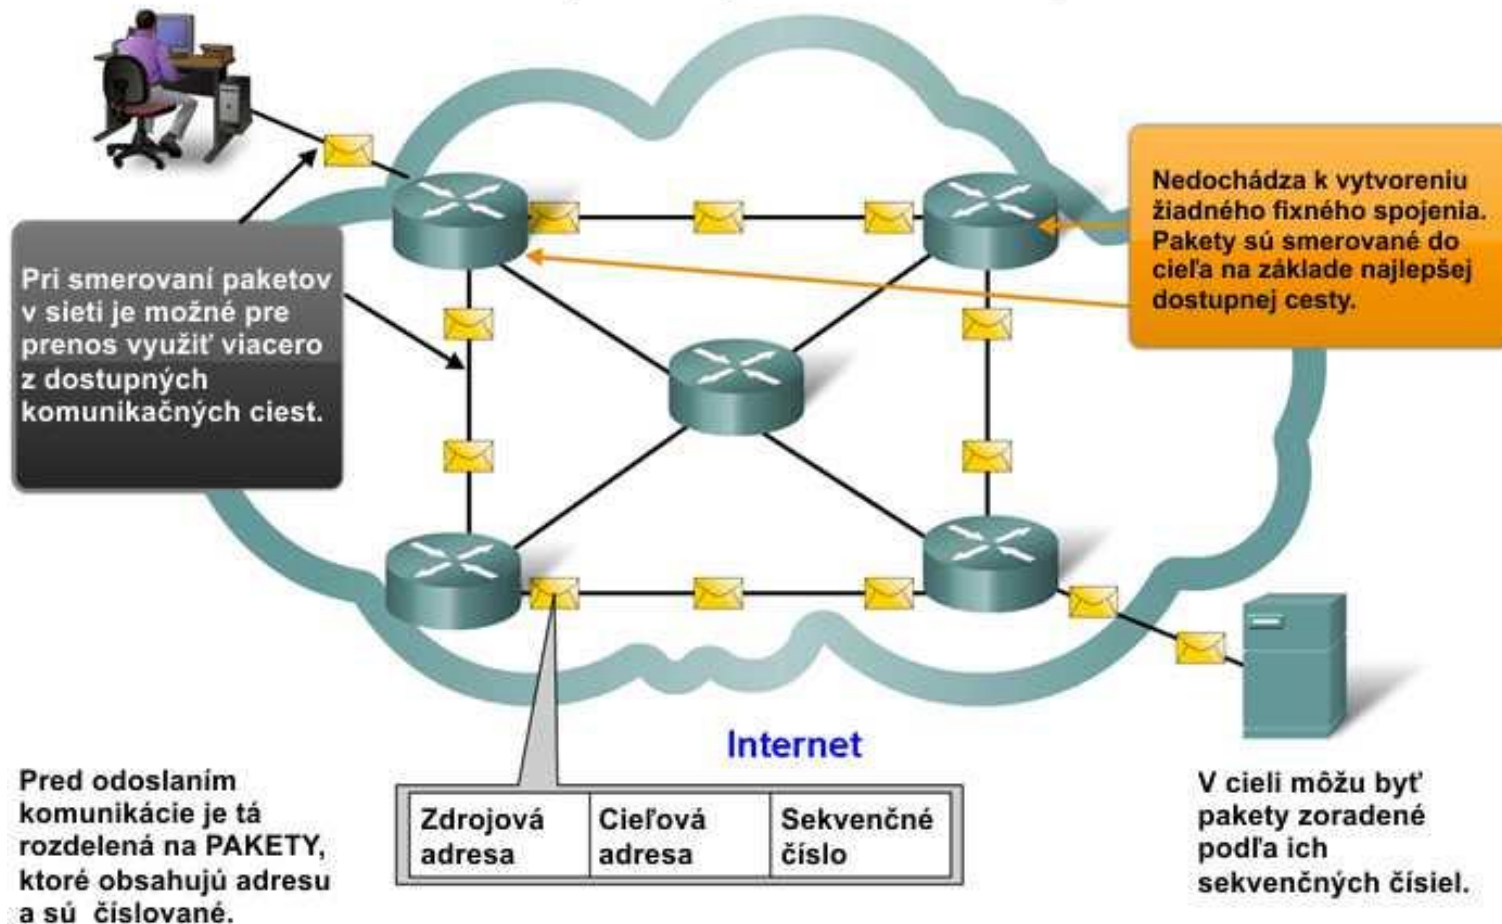 Nedochádza k vytvoreniu
žiadného fixného spojenia.
Pakety sú smerované do
cieľa na základe najlepšej
dostupnej cesty.
Pri smerovaní paketov
v sieti je možné pre
prenos využiť viacero
z dostupných
komunikačných ciest.
Internet
Pred odoslaním
komunikácie je tá
rozdelená na PAKETY,
ktoré obsahujú adresu
a sú číslované.
Zdrojová
adresa
Cieľová
adresa
Sekvenčné
číslo
V cieli môžu byť
pakety zoradené
podľa ich
sekvenčných čísiel.